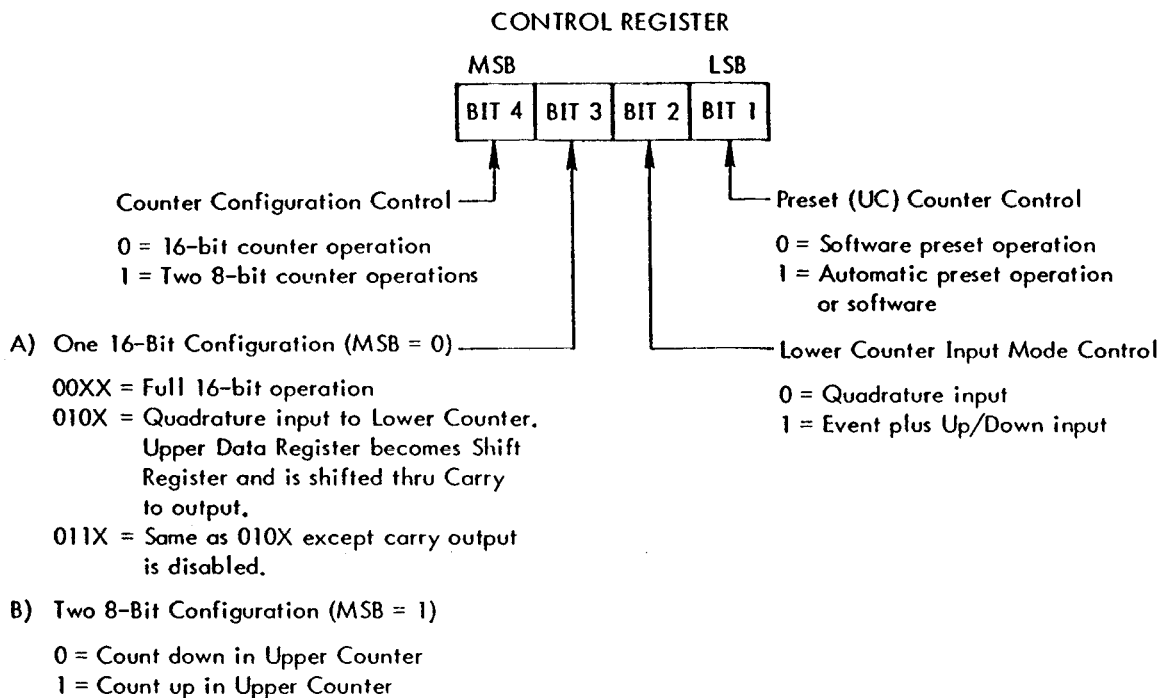 CONTROL REGISTER
MSB LSB
BIT 4 BIT 3 BIT 2 BIT 1
Counter Configuration Control
0 = 16-bit counter operation
1 = Two 8-bit counter operations
Preset (UC) Counter Control
0 = Software preset operation
1 = Automatic preset operation
or software
A) One 16-Bit Configuration (MSB = 0)
00XX = Full 16-bit operation
010X = Quadrature input to Lower Counter.
Upper Data Register becomes Shift
Register and is shifted thru Carry
to output.
011X = Same as 010X except carry output
is disabled.
Lower Counter Input Mode Control
0 = Quadrature input
1 = Event plus Up/Down input
B) Two 8-Bit Configuration (MSB = 1)
0 = Count down in Upper Counter
1 = Count up in Upper Counter